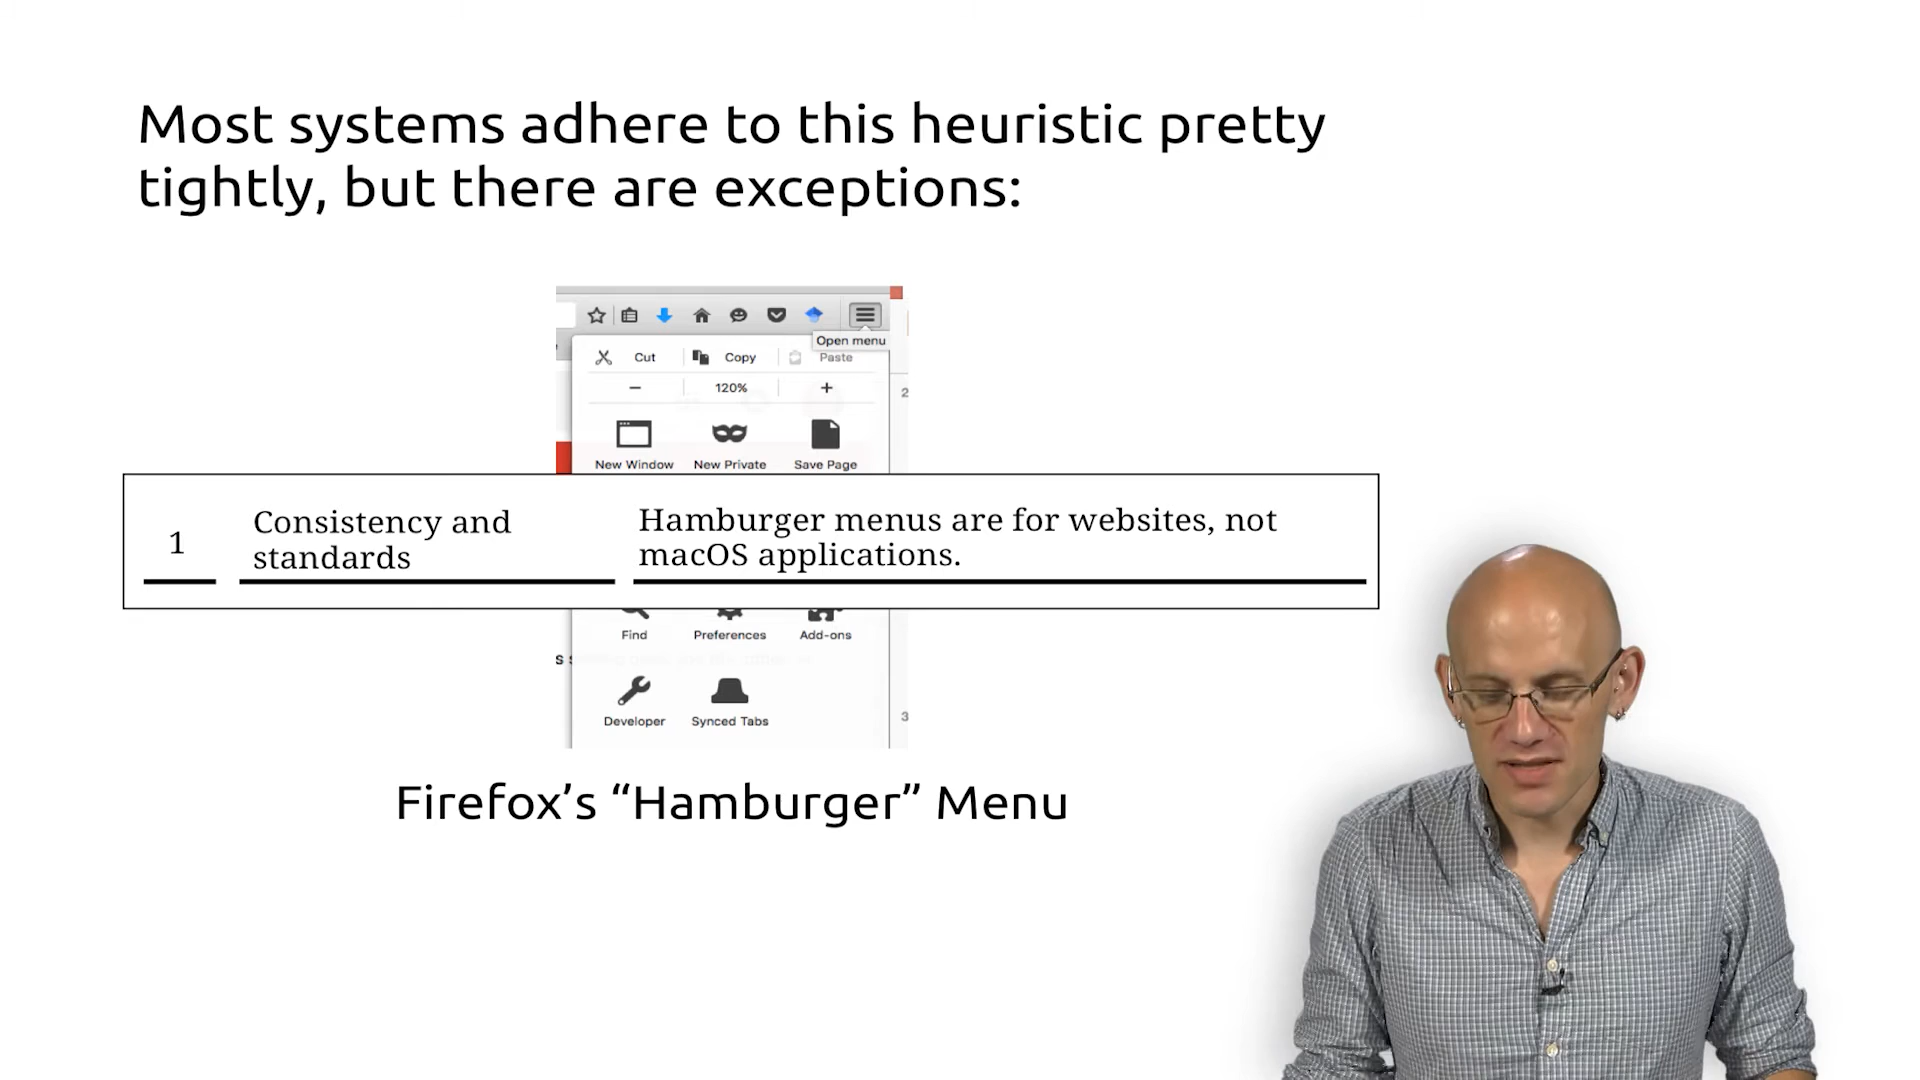 Most systems adhere to this heuristic pretty
tightly, but there are exceptions:
Open menu
Cut Copy Paste
− 120% +
2
New Window New Private Save Page
1 Consistency and standards
Hamburger menus are for websites, not
macOS applications.
Find Preferences Add-ons
s
Developer Synced Tabs
3
Firefox’s “Hamburger” Menu